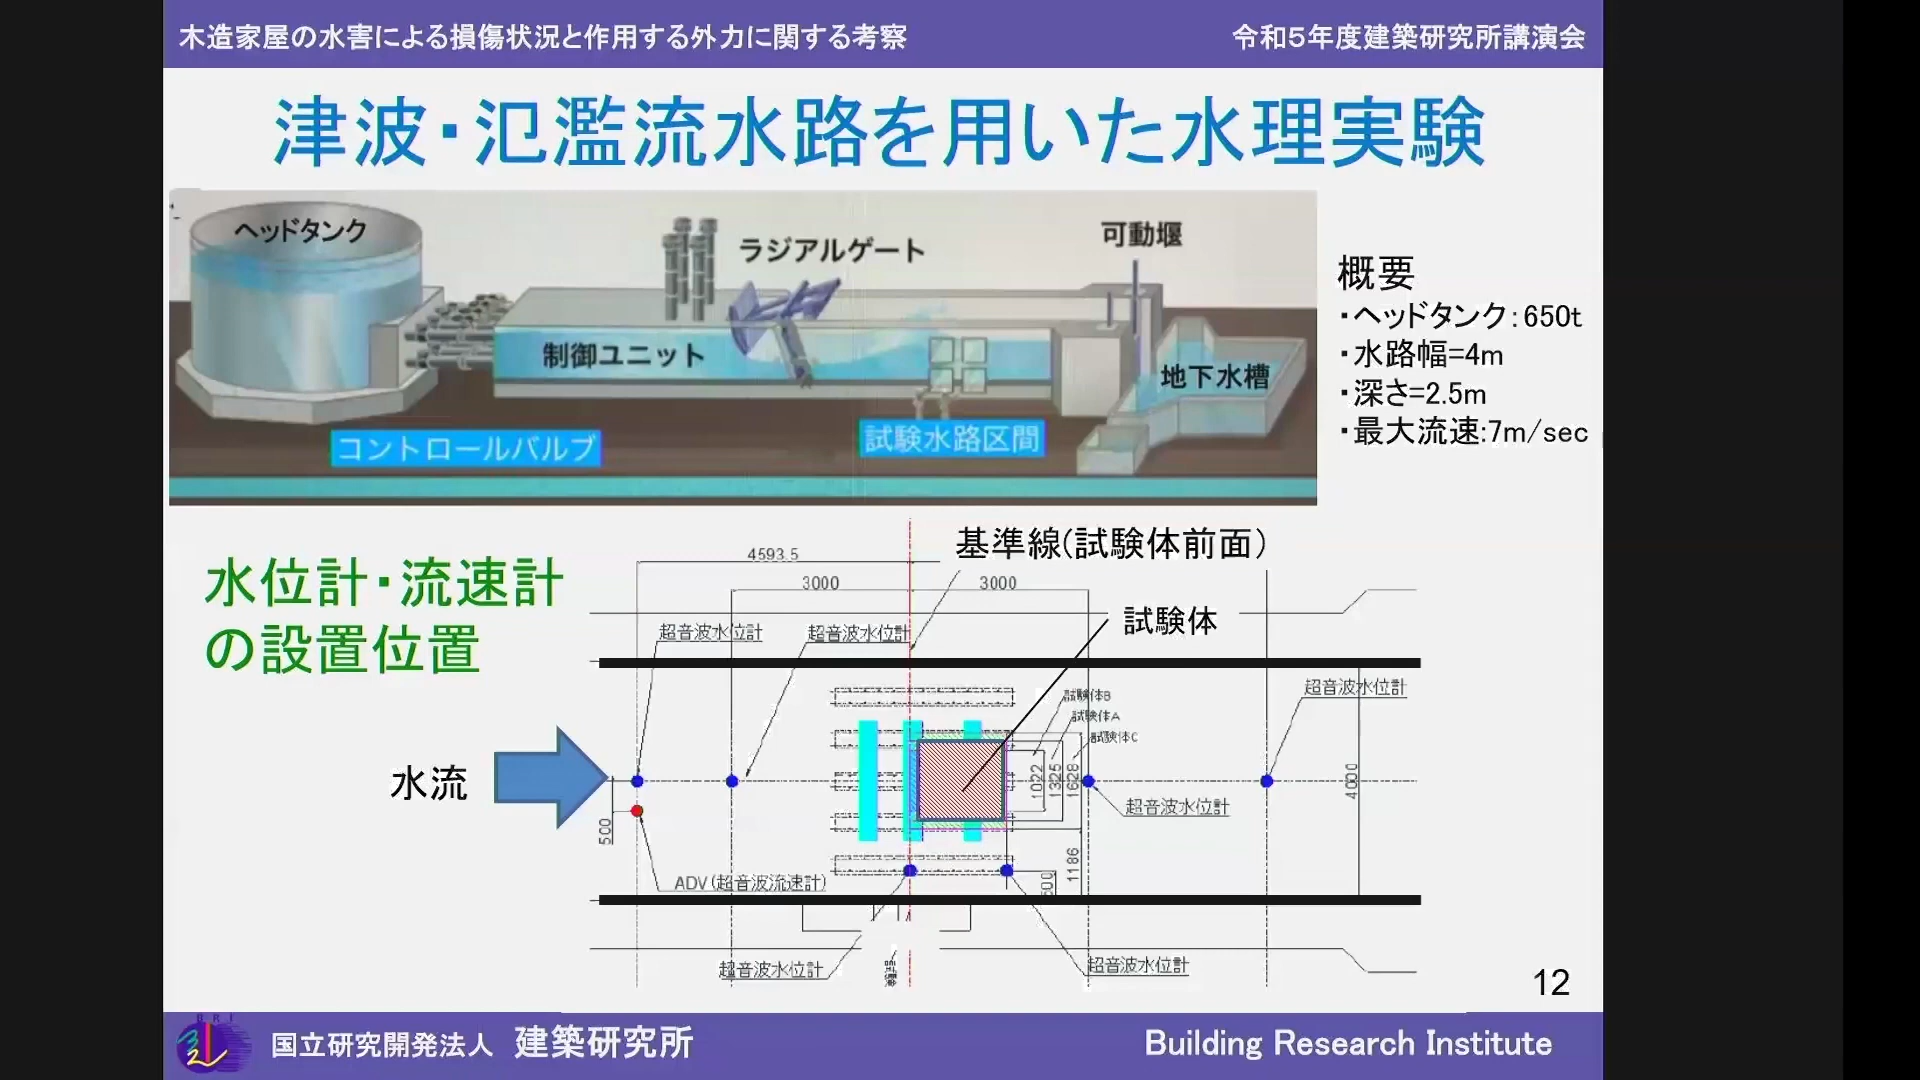 木造家屋の水害による損傷状況と作用する外力に関する考察
令和5年度建築研究所講演会
津波・氾濫流水路を用いた水理実験
ヘッドタンク
ラジアルゲート
可動堰
制御ユニット
地下水槽
コントロールバルブ
試験水路区間
概要
・ヘッドタンク:650t
・水路幅=4m
・深さ=2.5m
・最大流速:7m/sec
水位計・流速計
の設置位置
基準線(試験体前面)
4593.5
3000
3000
試験体
超音波水位計
超音波水位計
超音波水位計
試験体B
試験体A
試験体C
水流
1022
1325
1628
4000
超音波水位計
500
1186
ADV(超音波流速計)
超音波水位計
超音波水位計
12
BRI
国立研究開発法人 建築研究所
Building Research Institute